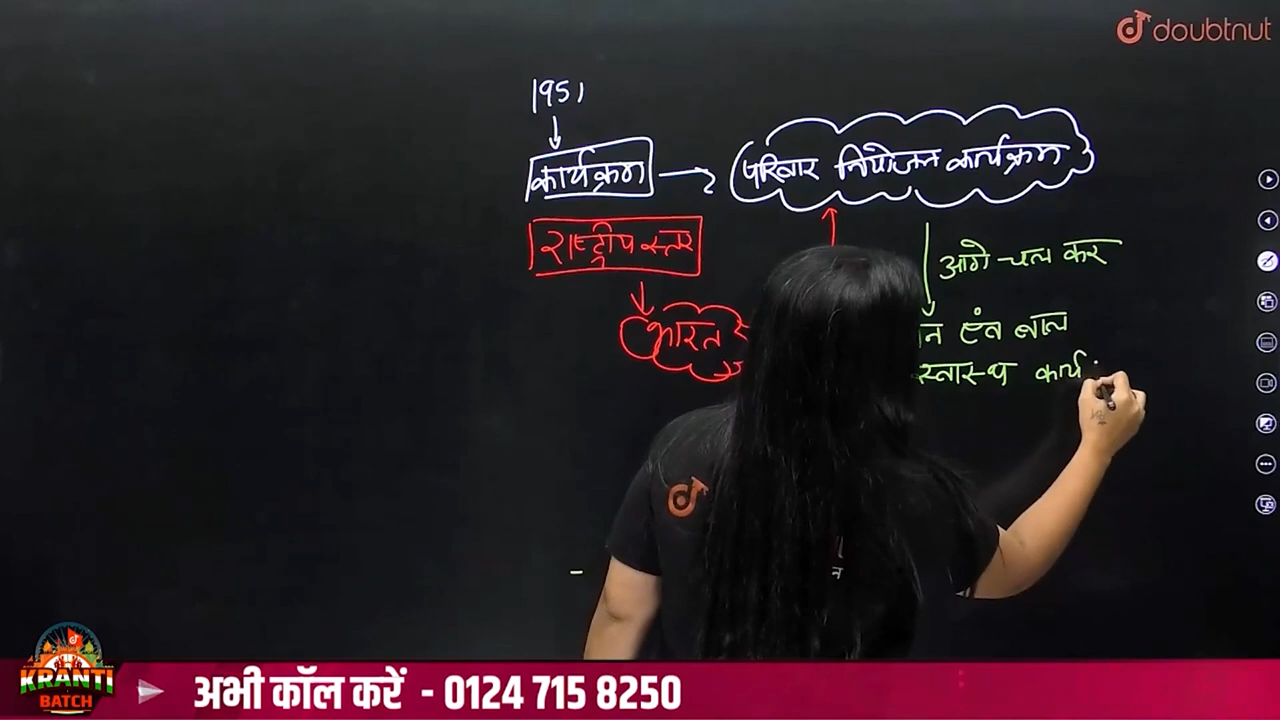 doubtnut
1951
कार्यक्रम
परिवार नियोजन कार्यक्रम
राष्ट्रीय स्तर
आगे चल कर
भारत
न एंव बाल
स्वास्थ कार्य
KRANTI
BATCH
अभी कॉल करें - 0124 715 8250